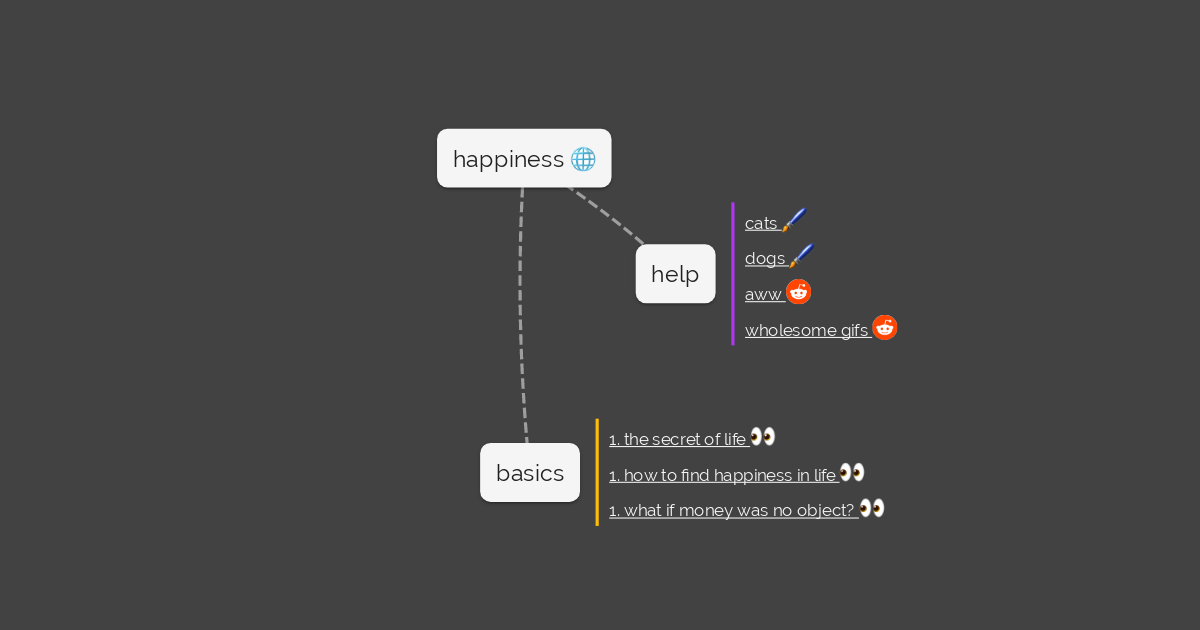 happiness 🌐
help
cats 🖌️
dogs 🖌️
aww
wholesome gifs
basics
1. the secret of life 👀
1. how to find happiness in life 👀
1. what if money was no object? 👀